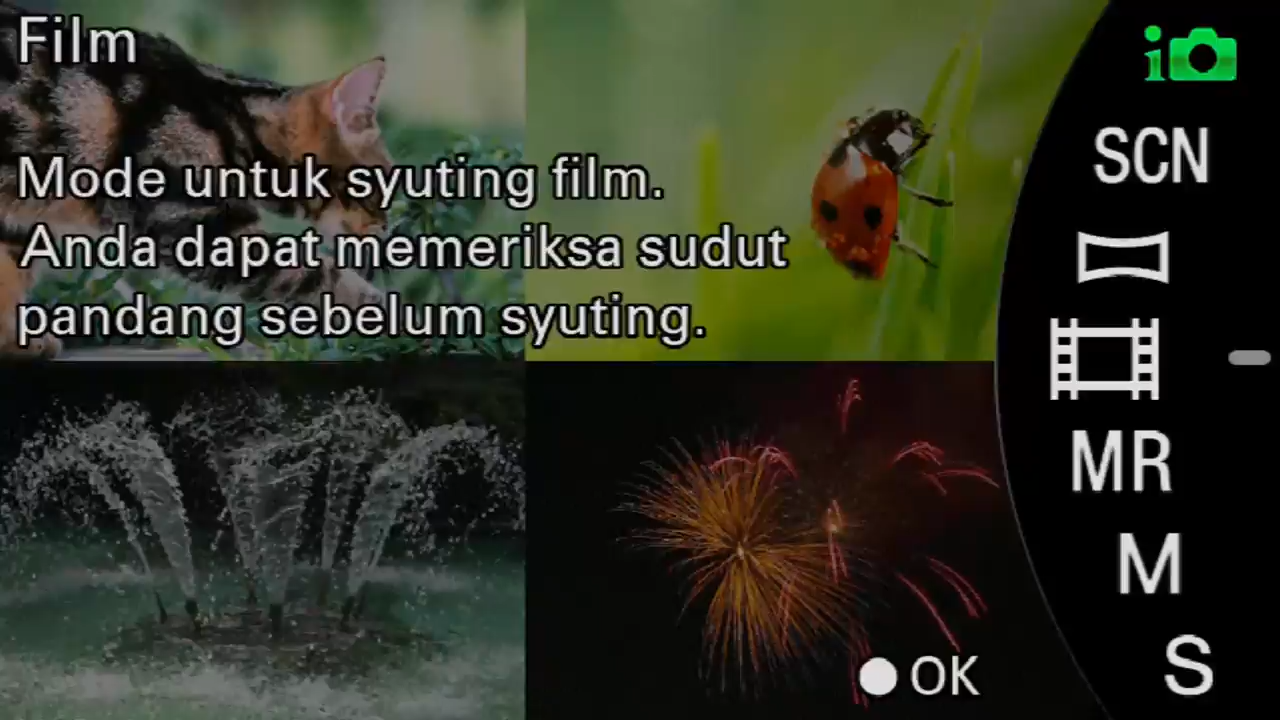 Film
Mode untuk syuting film.
Anda dapat memeriksa sudut
pandang sebelum syuting.
i
SCN
MR
M
S
OK